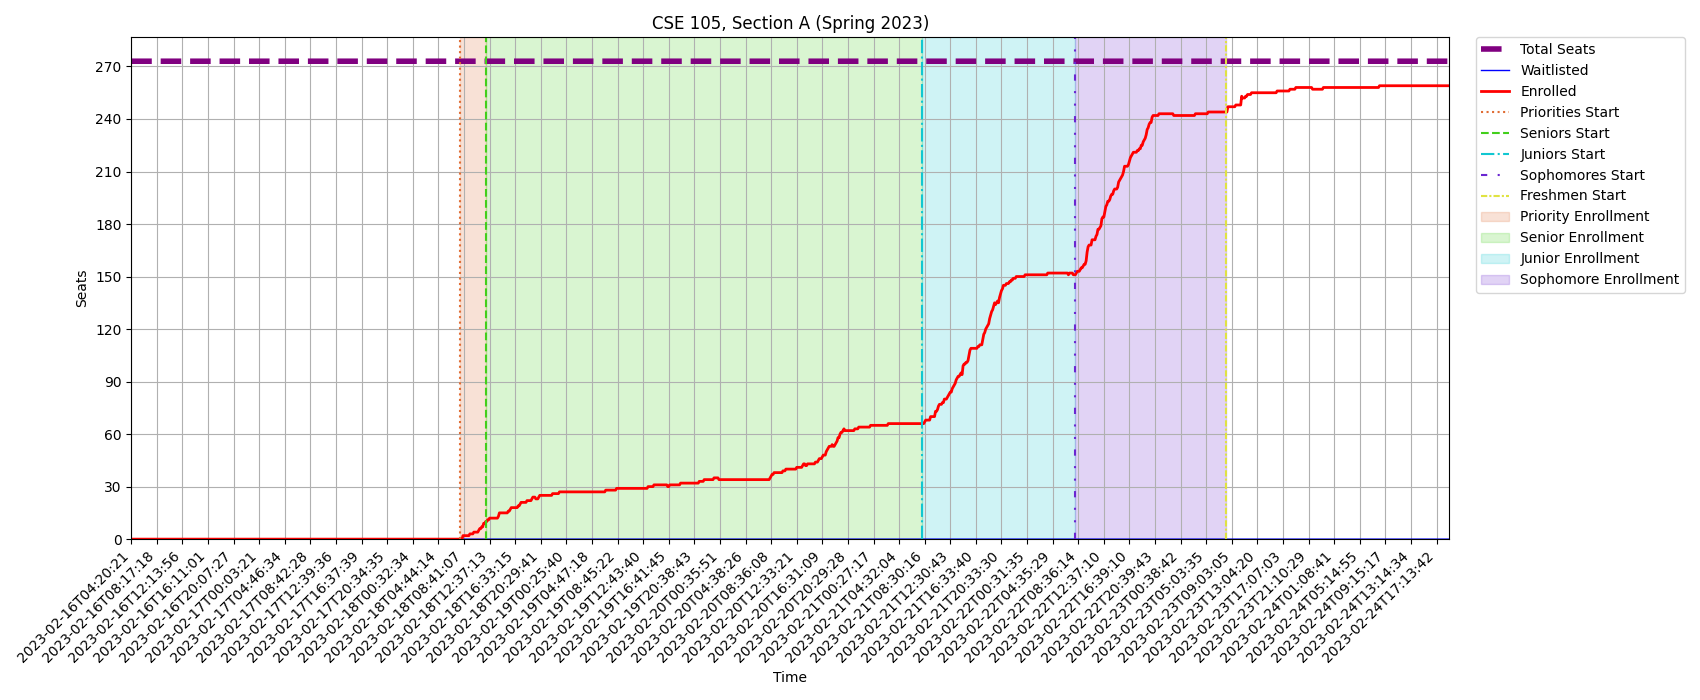 CSE 105, Section A (Spring 2023)
Seats
270
240
210
180
150
120
90
60
30
0
2023-02-16T04:20:21
2023-02-16T08:17:18
2023-02-16T12:13:56
2023-02-16T16:11:07
2023-02-16T20:07:27
2023-02-17T00:03:21
2023-02-17T04:46:34
2023-02-17T08:42:28
2023-02-17T12:39:36
2023-02-17T16:37:39
2023-02-17T20:34:35
2023-02-18T00:32:34
2023-02-18T04:44:14
2023-02-18T08:41:07
2023-02-18T12:37:13
2023-02-18T16:33:15
2023-02-18T20:29:41
2023-02-19T00:25:40
2023-02-19T04:47:18
2023-02-19T08:45:22
2023-02-19T12:43:40
2023-02-19T16:41:45
2023-02-19T20:38:43
2023-02-20T00:35:51
2023-02-20T04:38:26
2023-02-20T08:36:08
2023-02-20T12:33:21
2023-02-20T16:31:09
2023-02-20T20:29:28
2023-02-21T00:27:17
2023-02-21T04:32:04
2023-02-21T08:30:16
2023-02-21T12:30:43
2023-02-21T16:33:40
2023-02-21T20:33:30
2023-02-22T00:31:35
2023-02-22T04:35:29
2023-02-22T08:36:14
2023-02-22T12:37:10
2023-02-22T16:39:10
2023-02-22T20:39:43
2023-02-23T00:38:42
2023-02-23T05:03:35
2023-02-23T09:03:05
2023-02-23T13:04:20
2023-02-23T17:07:03
2023-02-23T21:10:29
2023-02-24T01:08:41
2023-02-24T05:14:55
2023-02-24T09:15:17
2023-02-24T13:14:34
2023-02-24T17:13:42
Time
Total Seats
Waitlisted
Enrolled
Priorities Start
Seniors Start
Juniors Start
Sophomores Start
Freshmen Start
Priority Enrollment
Senior Enrollment
Junior Enrollment
Sophomore Enrollment